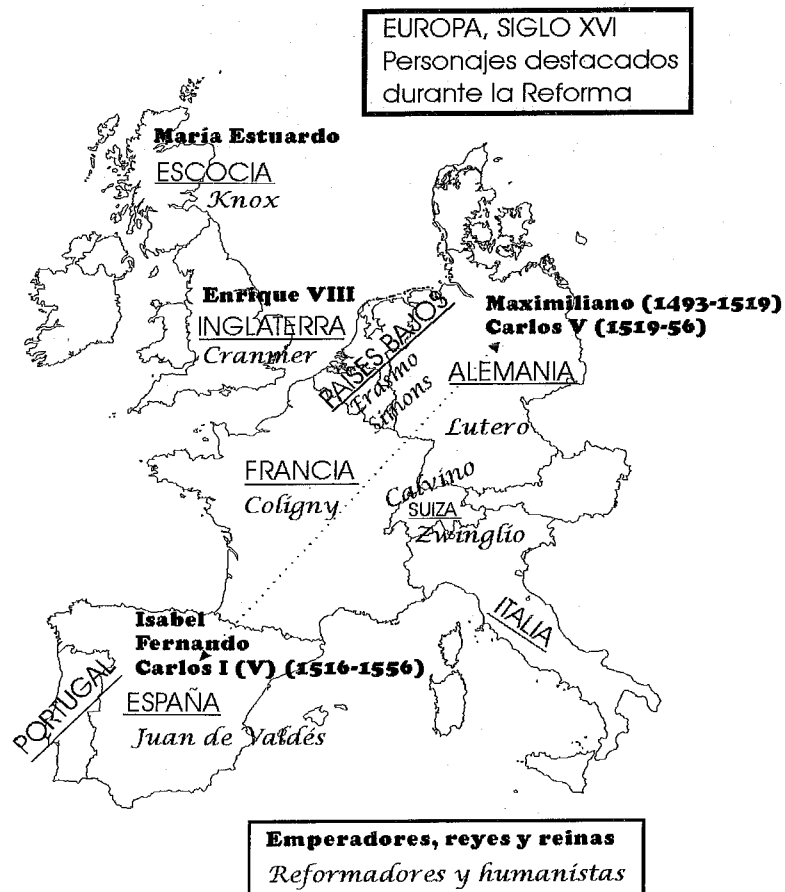 EUROPA, SIGLO XVI
Personajes destacados
durante la Reforma
María Estuardo
ESCOCIA
Knox
Enrique VIII
INGLATERRA
Cranmer
PAISES BAJOS
Erasmo
Simons
Maximiliano (1493-1519)
Carlos V (1519-56)
ALEMANIA
Lutero
FRANCIA
Coligny
Calvino
SUIZA
Zwinglio
ITALIA
Isabel
Fernando
Carlos I (V) (1516-1556)
PORTUGAL
ESPAÑA
Juan de Valdés
Emperadores, reyes y reinas
Reformadores y humanistas